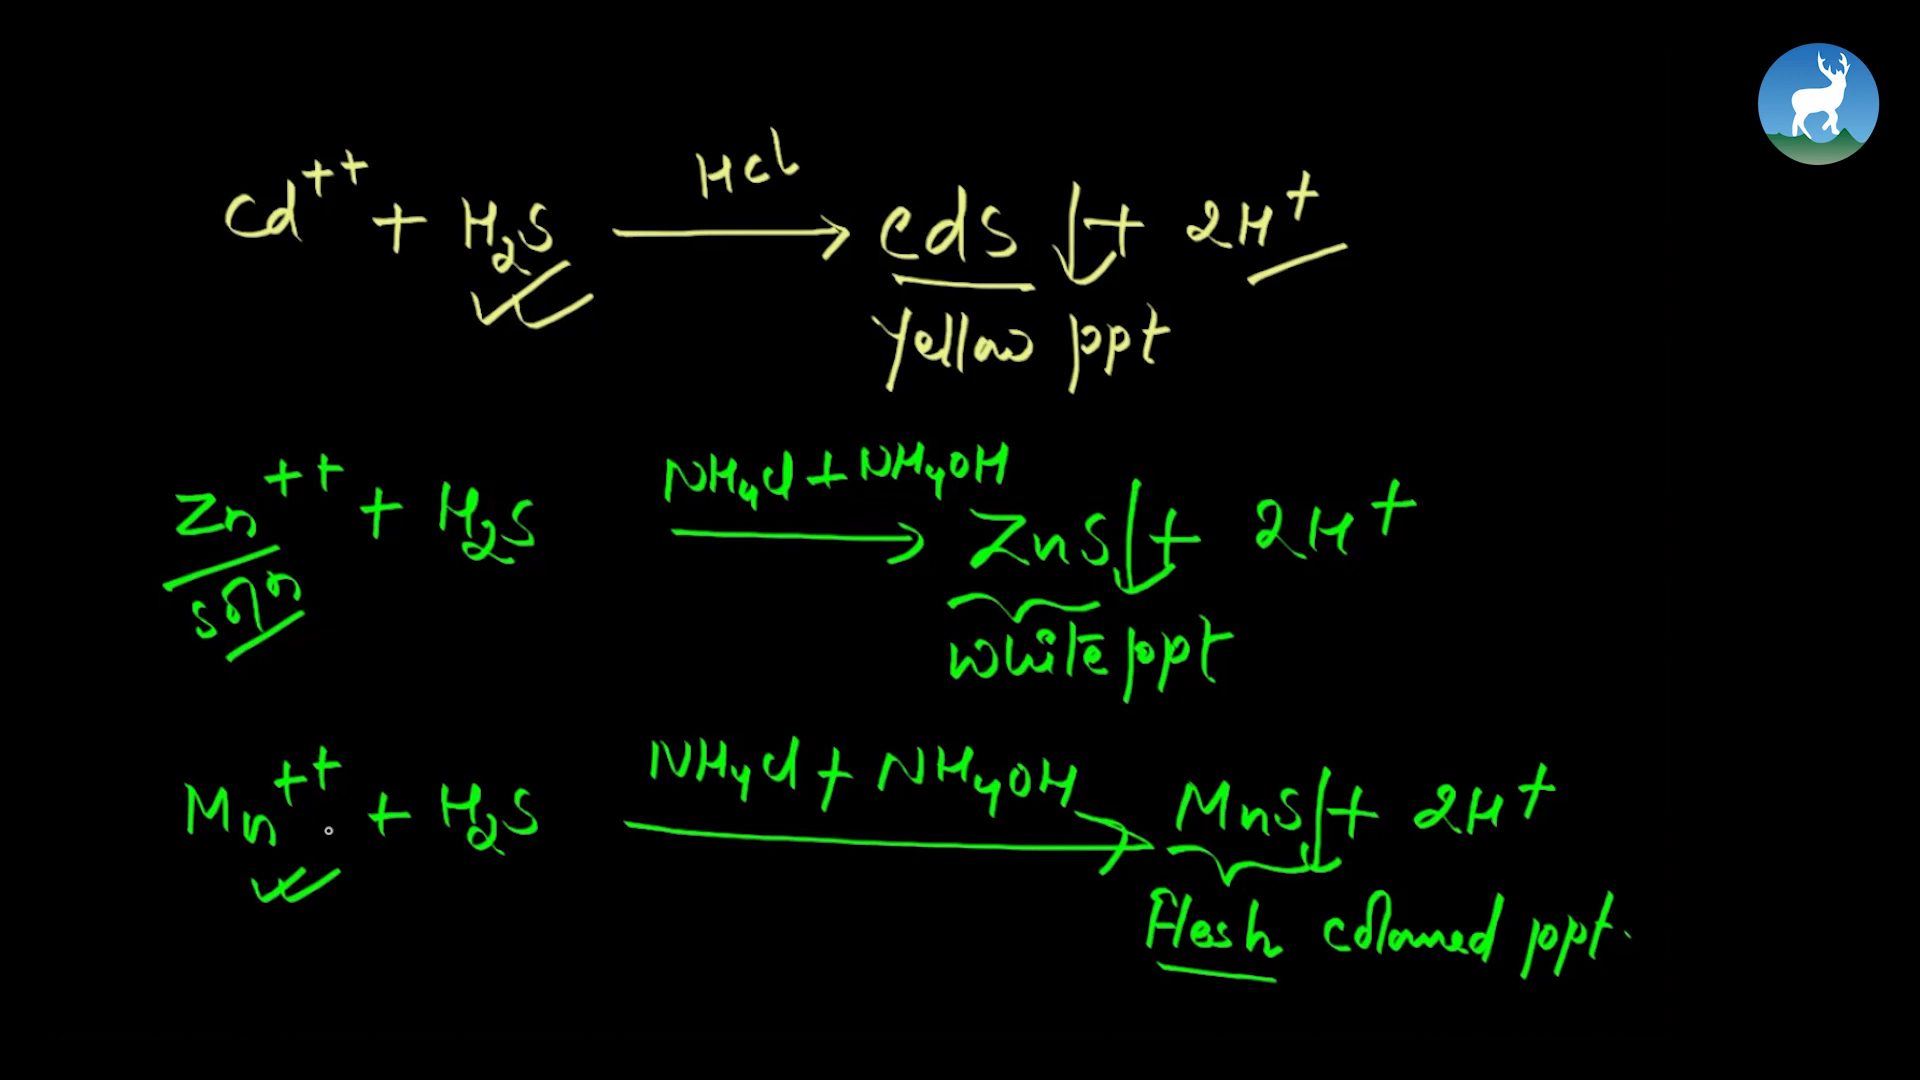 Cd⁺⁺ + H₂S —HCl→ CdS↓ + 2H⁺
Yellow ppt
Zn⁺⁺ + H₂S —NH₄Cl + NH₄OH→ ZnS↓ + 2H⁺
soln
white ppt
Mn⁺⁺ + H₂S —NH₄Cl + NH₄OH→ MnS↓ + 2H⁺
Flesh coloured ppt.